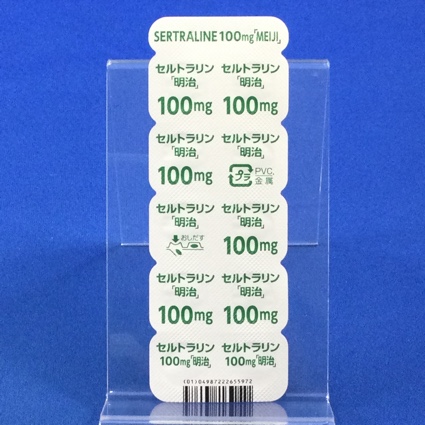 SERTRALINE 100mg「MEIJI」
セルトラリン セルトラリン
「明治」 「明治」
100mg 100mg
セルトラリン セルトラリン
「明治」 「明治」
100mg プラ PVC,
金属
セルトラリン セルトラリン
「明治」 「明治」
おしだす 100mg
セルトラリン セルトラリン
「明治」 「明治」
100mg 100mg
セルトラリン セルトラリン
100mg「明治」 100mg「明治」
(01)04987222655972